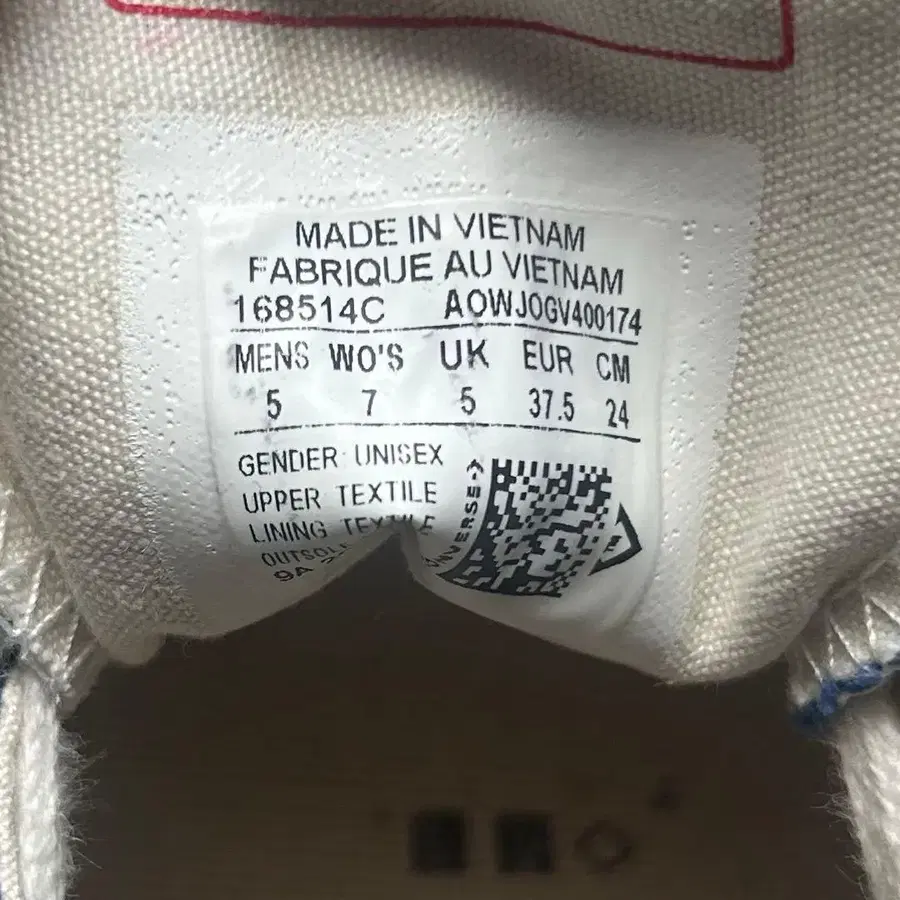 MADE IN VIETNAM
FABRIQUE AU VIETNAM
168514C AOWJOGV400174
MENS WO'S UK EUR CM
5 7 5 37.5 24
GENDER UNISEX
UPPER TEXTILE
LINING TEXTILE
9A